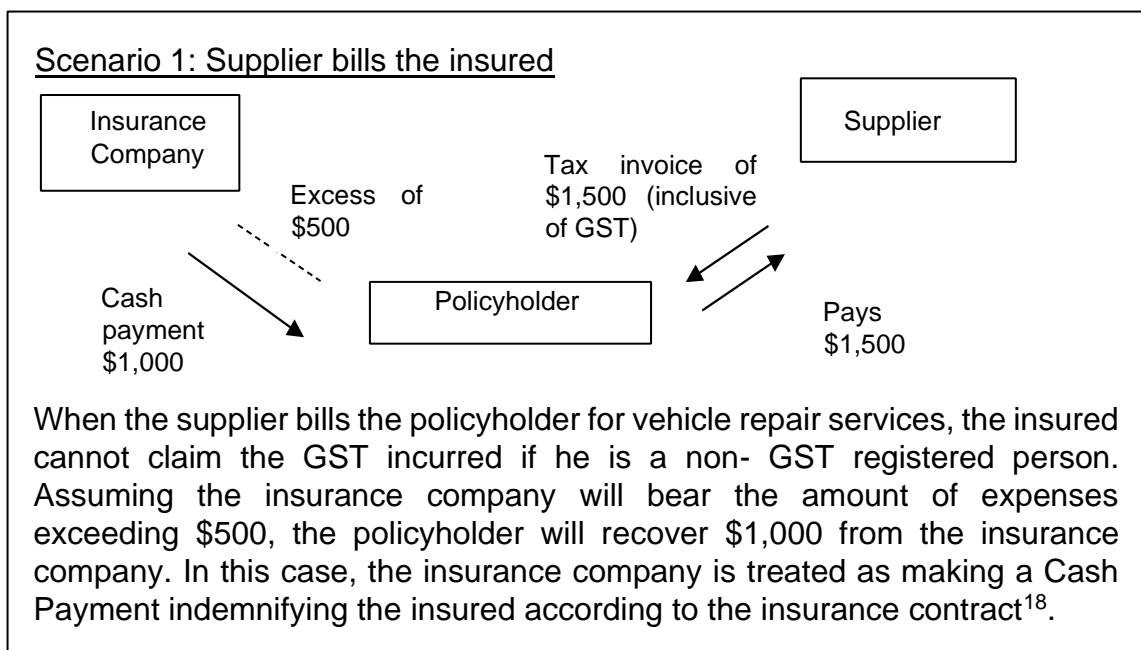 Scenario 1: Supplier bills the insured
Insurance
Company
Supplier
Excess of
$500
Tax invoice of
$1,500 (inclusive
of GST)
Policyholder
Cash
payment
$1,000
Pays
$1,500
When the supplier bills the policyholder for vehicle repair services, the insured
cannot claim the GST incurred if he is a non- GST registered person.
Assuming the insurance company will bear the amount of expenses
exceeding $500, the policyholder will recover $1,000 from the insurance
company. In this case, the insurance company is treated as making a Cash
Payment indemnifying the insured according to the insurance contract¹⁸.